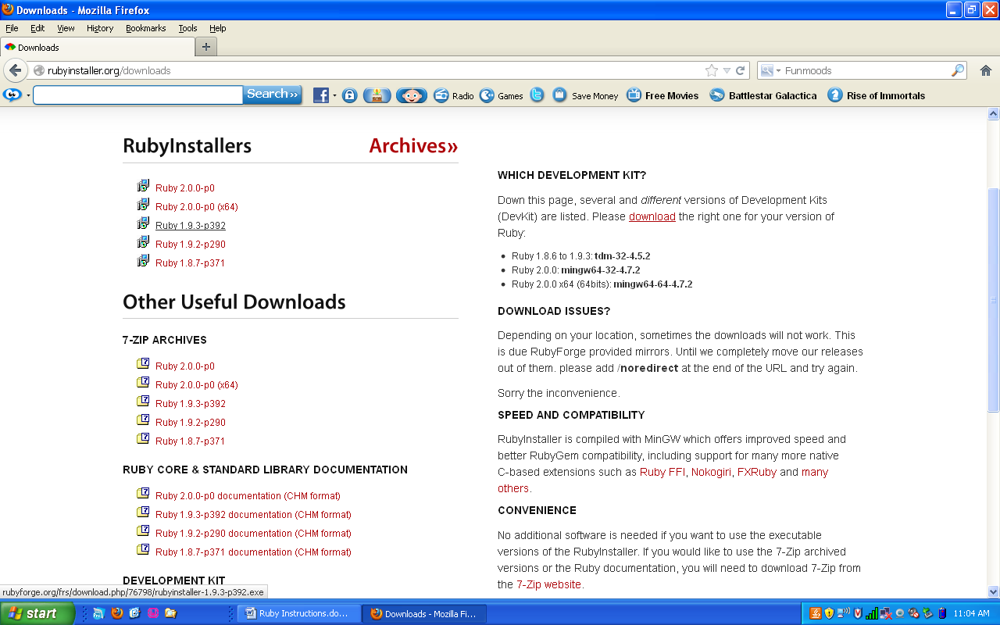 Downloads - Mozilla Firefox
File Edit View History Bookmarks Tools Help
Downloads
rubyinstaller.org/downloads
Funmoods
Search »
Radio Games Save Money Free Movies Battlestar Galactica Rise of Immortals
RubyInstallers Archives»
Ruby 2.0.0-p0
Ruby 2.0.0-p0 (x64)
Ruby 1.9.3-p392
Ruby 1.9.2-p290
Ruby 1.8.7-p371
Other Useful Downloads
7-ZIP ARCHIVES
Ruby 2.0.0-p0
Ruby 2.0.0-p0 (x64)
Ruby 1.9.3-p392
Ruby 1.9.2-p290
Ruby 1.8.7-p371
RUBY CORE & STANDARD LIBRARY DOCUMENTATION
Ruby 2.0.0-p0 documentation (CHM format)
Ruby 1.9.3-p392 documentation (CHM format)
Ruby 1.9.2-p290 documentation (CHM format)
Ruby 1.8.7-p371 documentation (CHM format)
DEVELOPMENT KIT
WHICH DEVELOPMENT KIT?
Down this page, several and different versions of Development Kits
(DevKit) are listed. Please download the right one for your version of
Ruby:
• Ruby 1.8.6 to 1.9.3: tdm-32-4.5.2
• Ruby 2.0.0: mingw64-32-4.7.2
• Ruby 2.0.0 x64 (64bits): mingw64-64-4.7.2
DOWNLOAD ISSUES?
Depending on your location, sometimes the downloads will not work. This
is due RubyForge provided mirrors. Until we completely move our releases
out of them. please add /noredirect at the end of the URL and try again.
Sorry the inconvenience.
SPEED AND COMPATIBILITY
RubyInstaller is compiled with MinGW which offers improved speed and
better RubyGem compatibility, including support for many more native
C-based extensions such as Ruby FFI, Nokogiri, FXRuby and many
others.
CONVENIENCE
No additional software is needed if you want to use the executable
versions of the RubyInstaller. If you would like to use the 7-Zip archived
versions or the Ruby documentation, you will need to download 7-Zip from
the 7-Zip website.
rubyforge.org/frs/download.php/76798/rubyinstaller-1.9.3-p392.exe
start Ruby Instructions.do... Downloads - Mozilla Fi... 11:04 AM